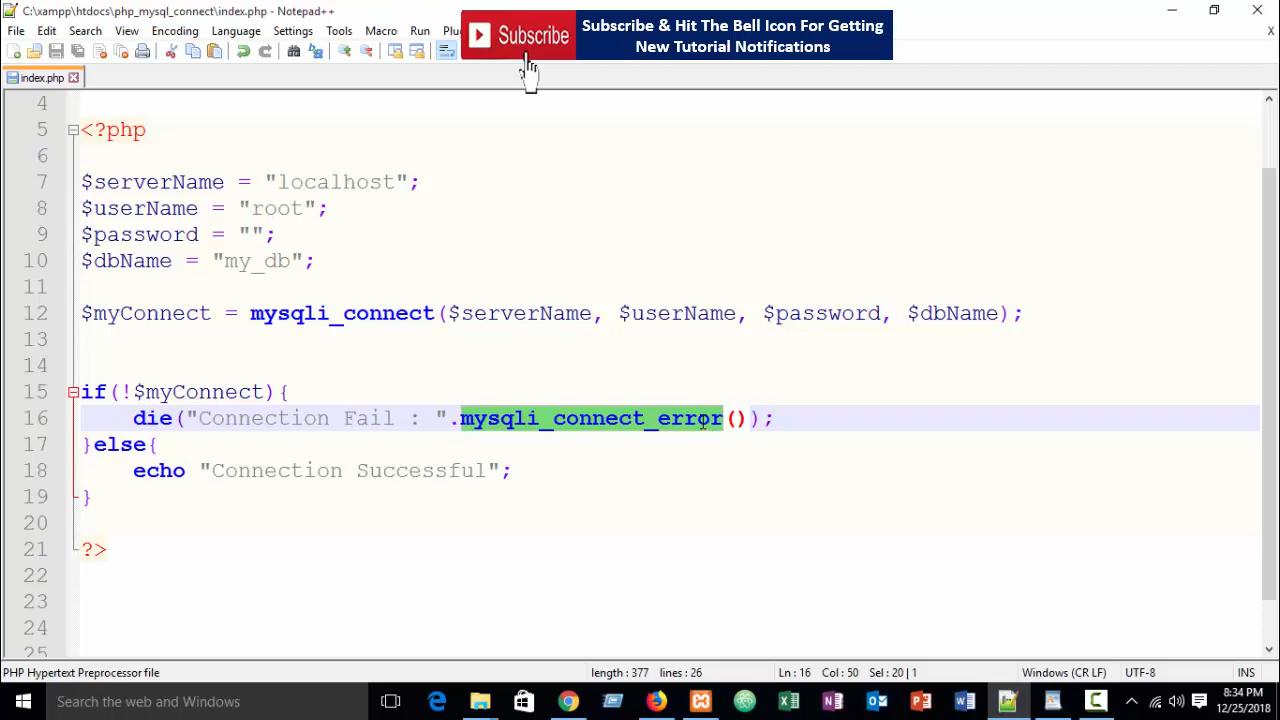 C:\xampp\htdocs\php_mysql_connect\index.php - Notepad++
File Edit Search View Encoding Language Settings Tools Macro Run
Subscribe
Subscribe & Hit The Bell Icon For Getting
New Tutorial Notifications
index.php
4
5 <?php
6
7 $serverName = "localhost";
8 $userName = "root";
9 $password = "";
10 $dbName = "my_db";
11
12 $myConnect = mysqli_connect($serverName, $userName, $password, $dbName);
13
14
15 if(!$myConnect){
16 die("Connection Fail : ".mysqli_connect_error());
17 }else{
18 echo "Connection Successful";
19 }
20
21 ?>
22
23
24
25
PHP Hypertext Preprocessor file length : 377 lines : 26 Ln : 16 Col : 50 Sel : 20 | 1 Windows (CR LF) UTF-8 INS
Search the web and Windows
8:34 PM
12/25/2018